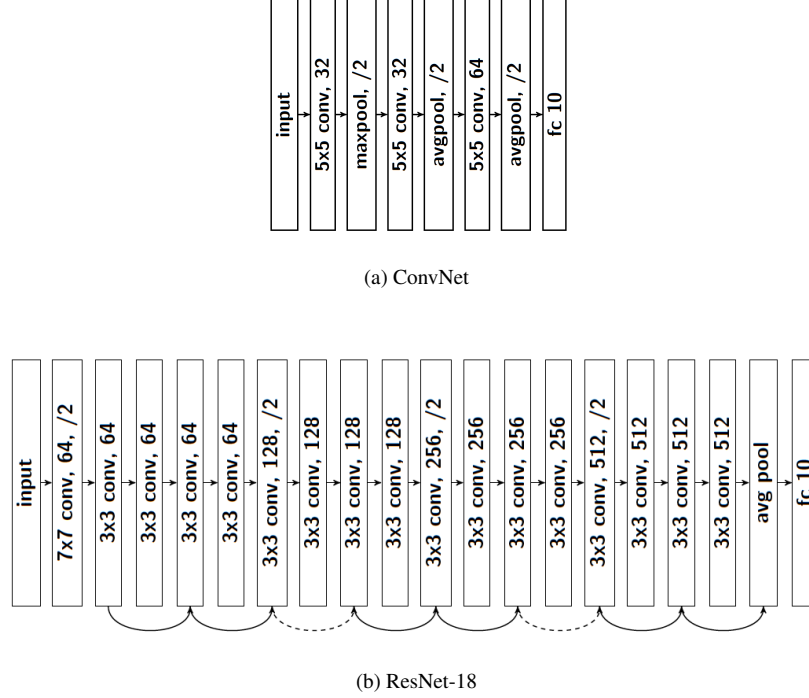 input
5x5 conv, 32
maxpool, /2
5x5 conv, 32
avgpool, /2
5x5 conv, 64
avgpool, /2
fc 10
(a) ConvNet
input
7x7 conv, 64, /2
3x3 conv, 64
3x3 conv, 64
3x3 conv, 64
3x3 conv, 64
3x3 conv, 128, /2
3x3 conv, 128
3x3 conv, 128
3x3 conv, 128
3x3 conv, 256, /2
3x3 conv, 256
3x3 conv, 256
3x3 conv, 256
3x3 conv, 512, /2
3x3 conv, 512
3x3 conv, 512
3x3 conv, 512
avg pool
fc 10
(b) ResNet-18